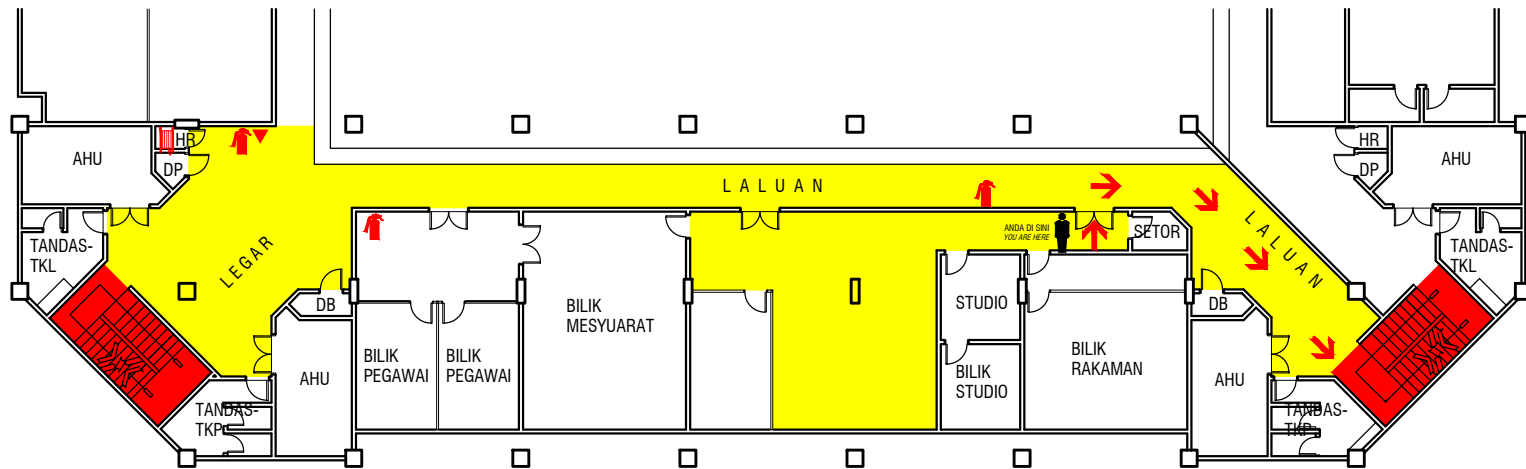 HR
HR
AHU
AHU
DP
DP
LALUAN
ANDA DI SINI
YOU ARE HERE
SETOR
LALUAN
TANDAS-
TKL
LEGAR
TANDAS-
TKL
DB
BILIK
MESYUARAT
STUDIO
DB
BILIK
PEGAWAI
BILIK
PEGAWAI
BILIK
RAKAMAN
AHU
BILIK
STUDIO
AHU
TANDAS-
TKP
TANDAS-
TKP